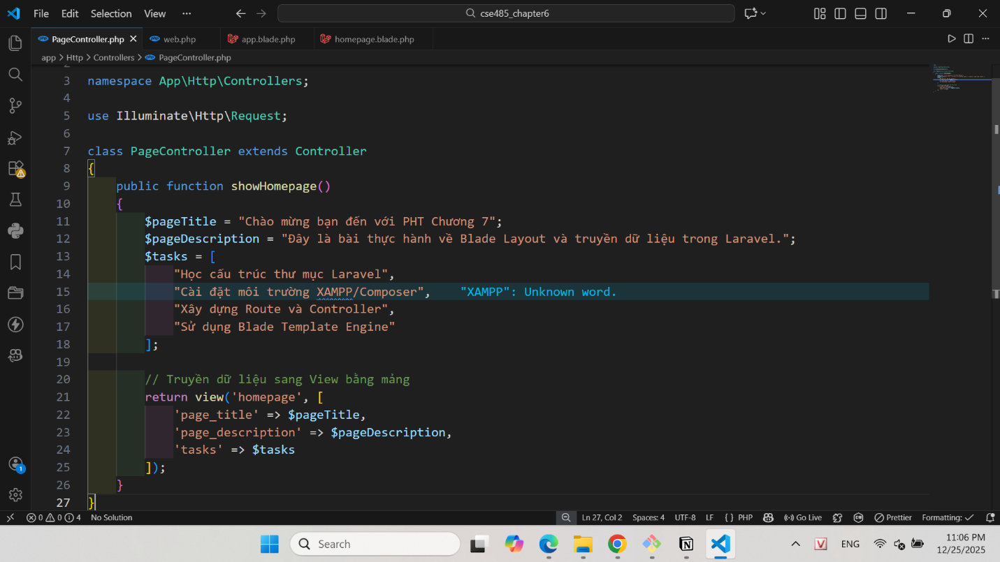 File Edit Selection View ··· cse485_chapter6
PageController.php web.php app.blade.php homepage.blade.php
app > Http > Controllers > PageController.php
3 namespace App\Http\Controllers;
4
5 use Illuminate\Http\Request;
6
7 class PageController extends Controller
8 {
9 public function showHomepage()
10 {
11 $pageTitle = "Chào mừng bạn đến với PHT Chương 7";
12 $pageDescription = "Đây là bài thực hành về Blade Layout và truyền dữ liệu trong Laravel.";
13 $tasks = [
14 "Học cấu trúc thư mục Laravel",
15 "Cài đặt môi trường XAMPP/Composer", "XAMPP": Unknown word.
16 "Xây dựng Route và Controller",
17 "Sử dụng Blade Template Engine"
18 ];
19
20 // Truyền dữ liệu sang View bằng mảng
21 return view('homepage', [
22 'page_title' => $pageTitle,
23 'page_description' => $pageDescription,
24 'tasks' => $tasks
25 ]);
26 }
27 }
1
0 0 4 No Solution Ln 27, Col 2 Spaces: 4 UTF-8 LF { } PHP Go Live Prettier Formatting:
Search ENG 11:06 PM
12/25/2025